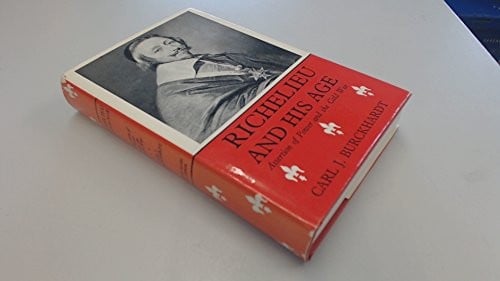 RICHELIEU
AND HIS AGE
Assertion of Power and the Cold War
CARL J. BURCKHARDT